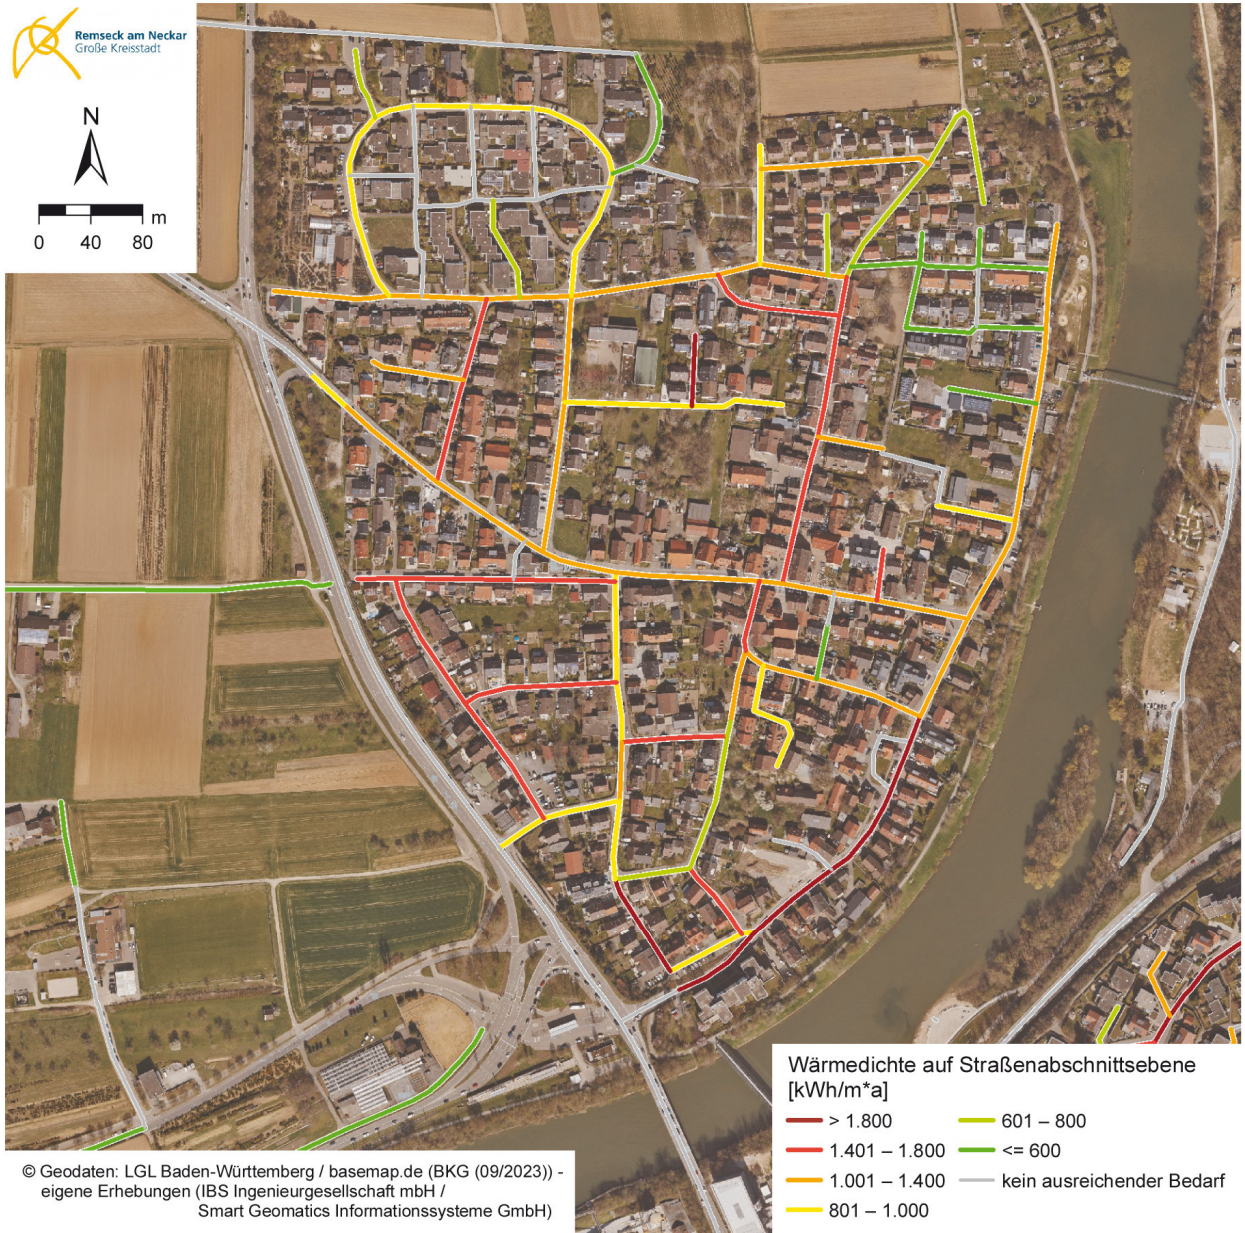 Remseck am Neckar
Große Kreisstadt
N
m
0 40 80
Wärmedichte auf Straßenabschnittsebene
[kWh/m*a]
> 1.800
1.401 – 1.800
1.001 – 1.400
801 – 1.000
601 – 800
<= 600
kein ausreichender Bedarf
© Geodaten: LGL Baden-Württemberg / basemap.de (BKG (09/2023)) -
eigene Erhebungen (IBS Ingenieurgesellschaft mbH /
Smart Geomatics Informationssysteme GmbH)